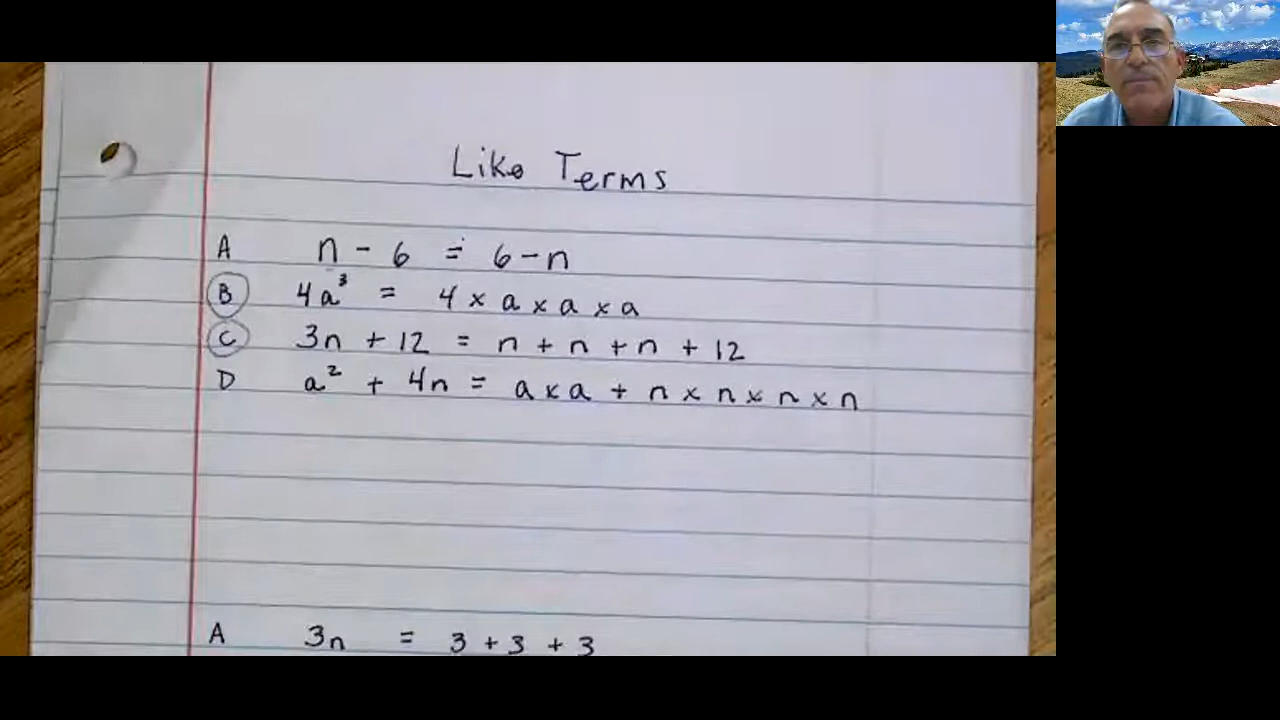 Like Terms
A n - 6 = 6 - n
B 4a³ = 4 × a × a × a
C 3n + 12 = n + n + n + 12
D a² + 4n = a × a + n × n × n × n
A 3n = 3 + 3 + 3